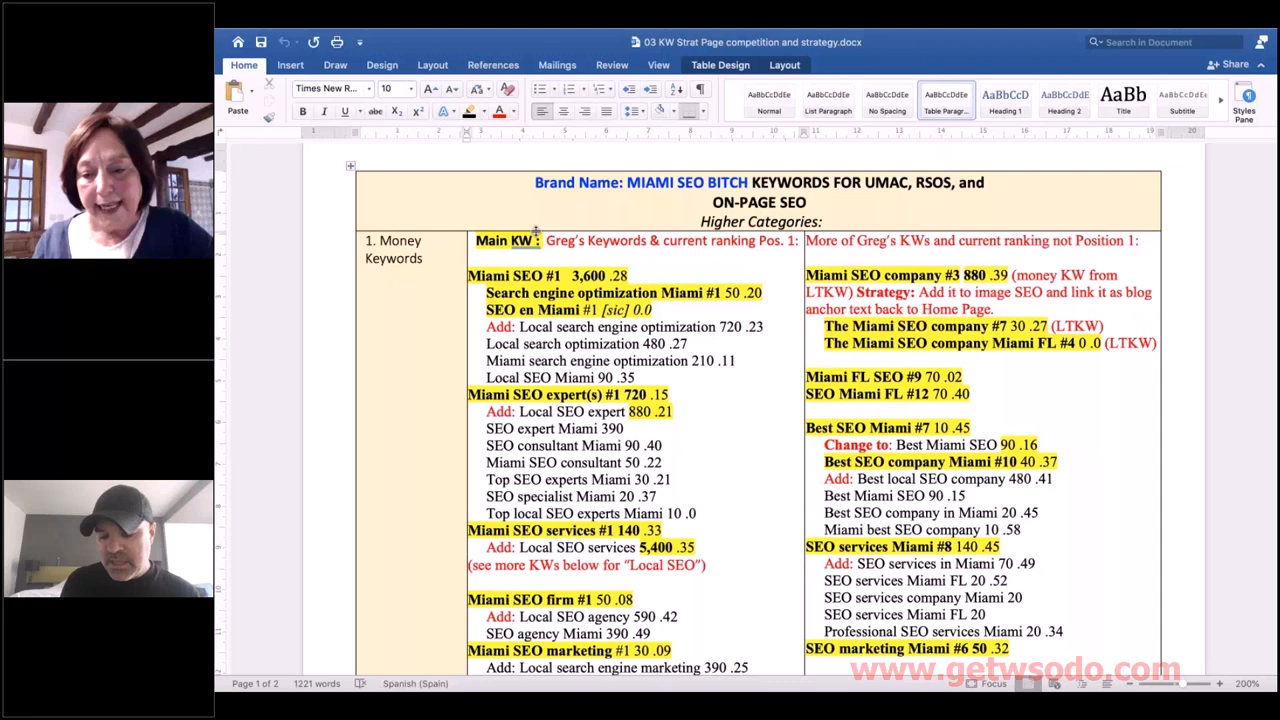 03 KW Strat Page competition and strategy.docx
Search in Document
Home Insert Draw Design Layout References Mailings Review View Table Design Layout
Share
Paste
Times New R... 10
AaBbCcDdEe AaBbCcDdEe AaBbCcDdEe AaBbCcDdEe AaBbCcD AaBbCcDdEe AaBb AaBbCcDdEe
Normal List Paragraph No Spacing Table Paragr... Heading 1 Heading 2 Title Subtitle
Styles
Pane
Brand Name: MIAMI SEO BITCH KEYWORDS FOR UMAC, RSOS, and
ON-PAGE SEO
Higher Categories:
1. Money
Keywords
Main KW : Greg's Keywords & current ranking Pos. 1:
Miami SEO #1 3,600 .28
Search engine optimization Miami #1 50 .20
SEO en Miami #1 [sic] 0.0
Add: Local search engine optimization 720 .23
Local search optimization 480 .27
Miami search engine optimization 210 .11
Local SEO Miami 90 .35
Miami SEO expert(s) #1 720 .15
Add: Local SEO expert 880 .21
SEO expert Miami 390
SEO consultant Miami 90 .40
Miami SEO consultant 50 .22
Top SEO experts Miami 30 .21
SEO specialist Miami 20 .37
Top local SEO experts Miami 10 .0
Miami SEO services #1 140 .33
Add: Local SEO services 5,400 .35
(see more KWs below for "Local SEO")
Miami SEO firm #1 50 .08
Add: Local SEO agency 590 .42
SEO agency Miami 390 .49
Miami SEO marketing #1 30 .09
Add: Local search engine marketing 390 .25
More of Greg's KWs and current ranking not Position 1:
Miami SEO company #3 880 .39 (money KW from
LTKW) Strategy: Add it to image SEO and link it as blog
anchor text back to Home Page.
The Miami SEO company #7 30 .27 (LTKW)
The Miami SEO company Miami FL #4 0 .0 (LTKW)
Miami FL SEO #9 70 .02
SEO Miami FL #12 70 .40
Best SEO Miami #7 10 .45
Change to: Best Miami SEO 90 .16
Best SEO company Miami #10 40 .37
Add: Best local SEO company 480 .41
Best Miami SEO 90 .15
Best SEO company in Miami 20 .45
Miami best SEO company 10 .58
SEO services Miami #8 140 .45
Add: SEO services in Miami 70 .49
SEO services Miami FL 20 .52
SEO services company Miami 20
SEO services Miami FL 20
Professional SEO services Miami 20 .34
SEO marketing Miami #6 50 .32
www.getwsodo.com
Page 1 of 2 1221 words Spanish (Spain) Focus 200%